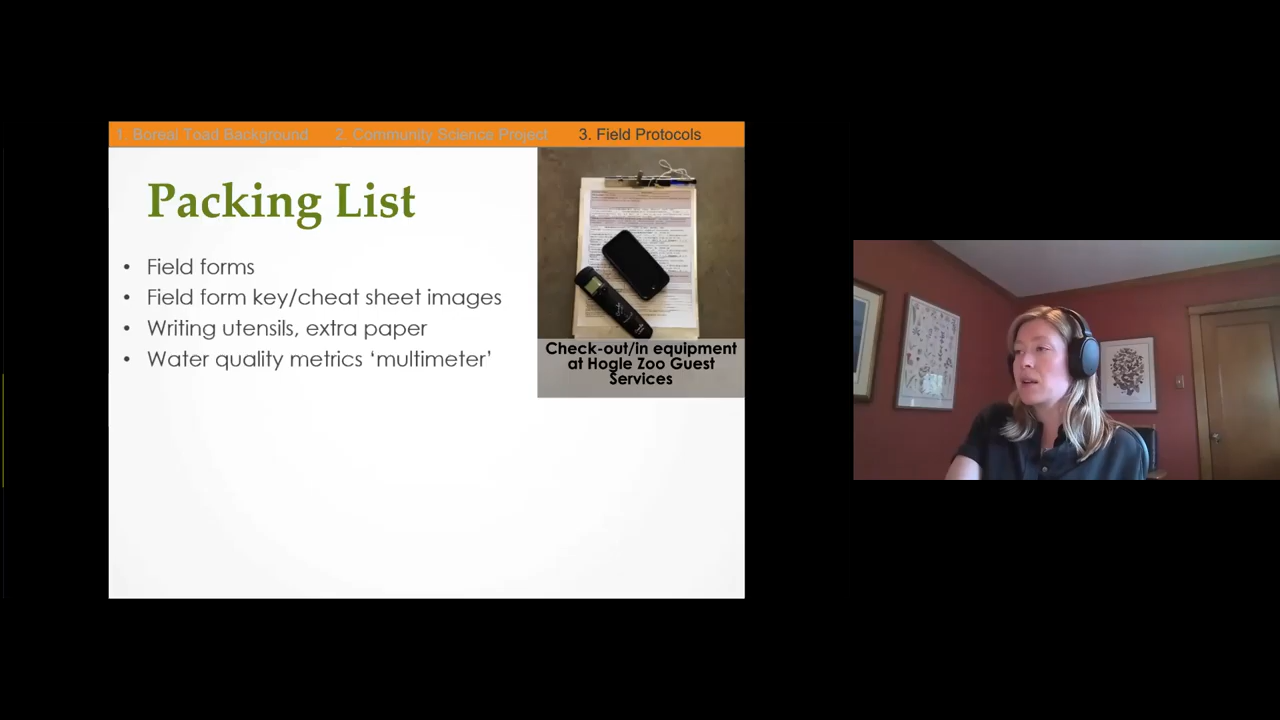 1. Boreal Toad Background 2. Community Science Project 3. Field Protocols
Packing List
• Field forms
• Field form key/cheat sheet images
• Writing utensils, extra paper
• Water quality metrics ‘multimeter’
Check-out/in equipment
at Hogle Zoo Guest
Services